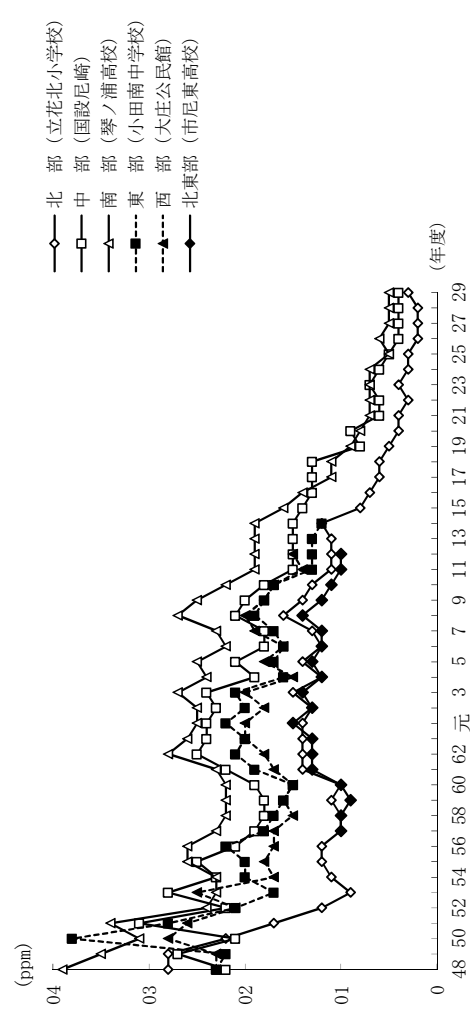 (ppm)
04
03
02
01
0
48 50 52 54 56 58 60 62 元 3 5 7 9 11 13 15 17 19 21 23 25 27 29
(年度)
北　部（立花北小学校）
中　部（国設尼崎）
南　部（琴ノ浦高校）
東　部（小田南中学校）
西　部（大庄公民館）
北東部（市尼東高校）